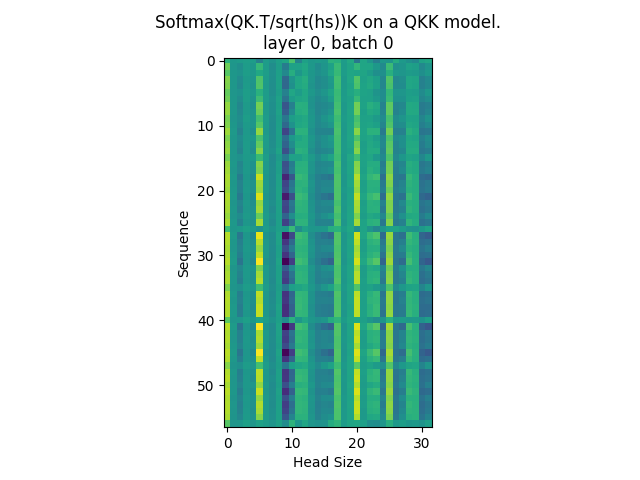 Softmax(QK.T/sqrt(hs))K on a QKK model.
layer 0, batch 0
0
10
20
30
40
50
Sequence
0 10 20 30
Head Size